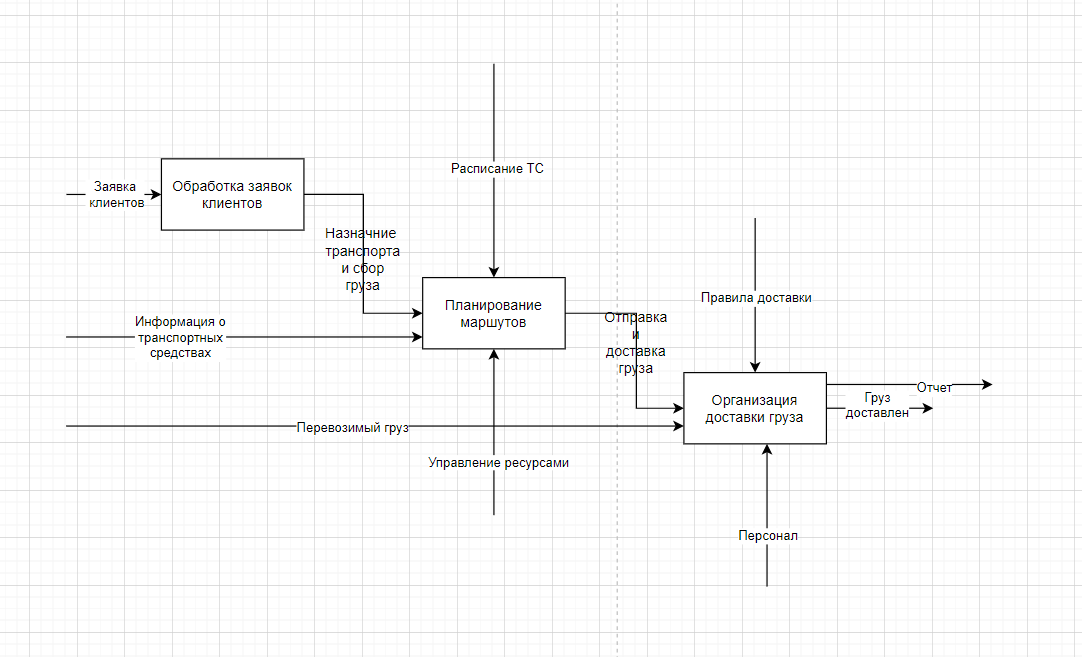 Расписание ТС
Заявка
клиентов
Обработка заявок
клиентов
Назначние
транспорта
и сбор
груза
Планирование
маршутов
Информация о
транспортных
средствах
Правила доставки
Отправка
и
доставка
груза
Организация
доставки груза
Отчет
Груз
доставлен
Перевозимый груз
Управление ресурсами
Персонал